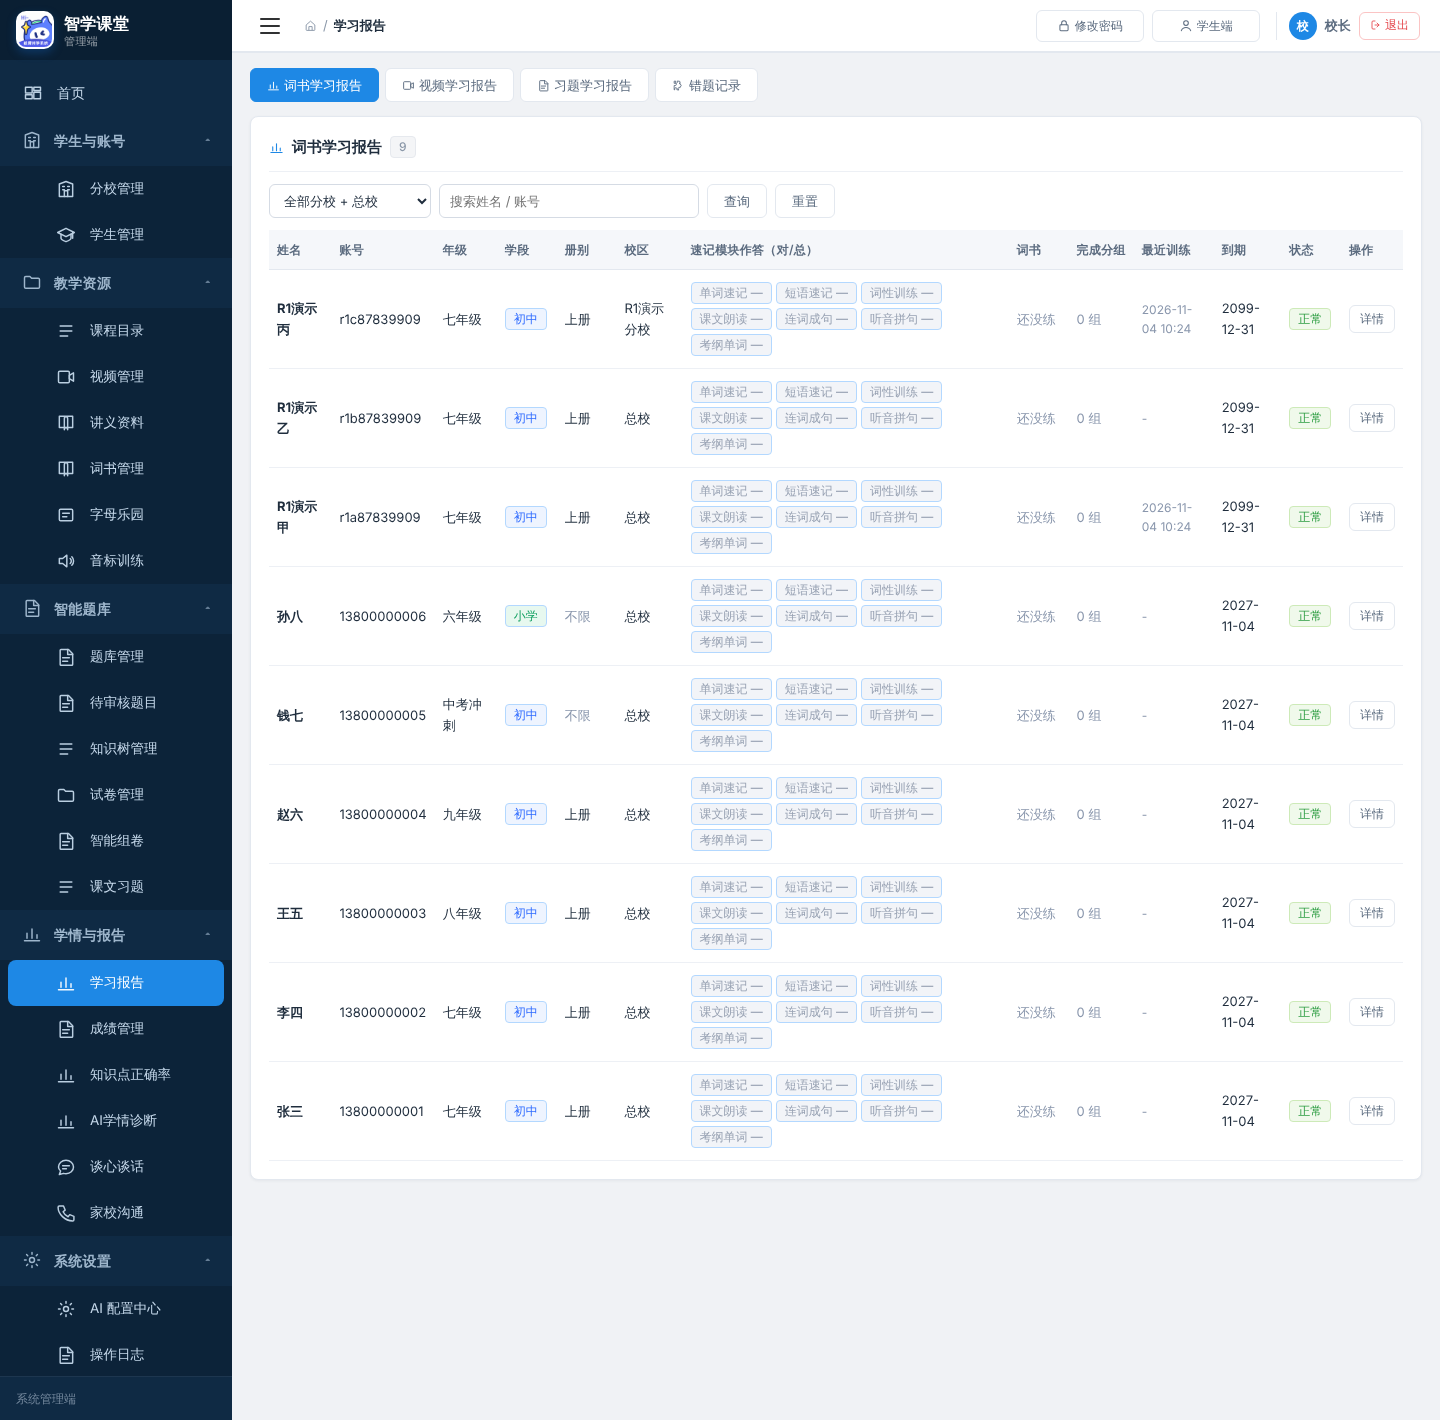 智学课堂
管理端
首页
学生与账号
分校管理
学生管理
教学资源
课程目录
视频管理
讲义资料
词书管理
字母乐园
音标训练
智能题库
题库管理
待审核题目
知识树管理
试卷管理
智能组卷
课文习题
学情与报告
学习报告
成绩管理
知识点正确率
AI学情诊断
谈心谈话
家校沟通
系统设置
AI 配置中心
操作日志
系统管理端
/ 学习报告
修改密码 学生端 校 校长 退出
词书学习报告 视频学习报告 习题学习报告 错题记录
词书学习报告 9
全部分校 + 总校 搜索姓名 / 账号 查询 重置
姓名 账号 年级 学段 册别 校区 速记模块作答（对/总） 词书 完成分组 最近训练 到期 状态 操作
R1演示丙 r1c87839909 七年级 初中 上册 R1演示分校 单词速记 — 短语速记 — 词性训练 — 课文朗读 — 连词成句 — 听音拼句 — 考纲单词 — 还没练 0 组 2026-11-04 10:24 2099-12-31 正常 详情
R1演示乙 r1b87839909 七年级 初中 上册 总校 单词速记 — 短语速记 — 词性训练 — 课文朗读 — 连词成句 — 听音拼句 — 考纲单词 — 还没练 0 组 - 2099-12-31 正常 详情
R1演示甲 r1a87839909 七年级 初中 上册 总校 单词速记 — 短语速记 — 词性训练 — 课文朗读 — 连词成句 — 听音拼句 — 考纲单词 — 还没练 0 组 2026-11-04 10:24 2099-12-31 正常 详情
孙八 13800000006 六年级 小学 不限 总校 单词速记 — 短语速记 — 词性训练 — 课文朗读 — 连词成句 — 听音拼句 — 考纲单词 — 还没练 0 组 - 2027-11-04 正常 详情
钱七 13800000005 中考冲刺 初中 不限 总校 单词速记 — 短语速记 — 词性训练 — 课文朗读 — 连词成句 — 听音拼句 — 考纲单词 — 还没练 0 组 - 2027-11-04 正常 详情
赵六 13800000004 九年级 初中 上册 总校 单词速记 — 短语速记 — 词性训练 — 课文朗读 — 连词成句 — 听音拼句 — 考纲单词 — 还没练 0 组 - 2027-11-04 正常 详情
王五 13800000003 八年级 初中 上册 总校 单词速记 — 短语速记 — 词性训练 — 课文朗读 — 连词成句 — 听音拼句 — 考纲单词 — 还没练 0 组 - 2027-11-04 正常 详情
李四 13800000002 七年级 初中 上册 总校 单词速记 — 短语速记 — 词性训练 — 课文朗读 — 连词成句 — 听音拼句 — 考纲单词 — 还没练 0 组 - 2027-11-04 正常 详情
张三 13800000001 七年级 初中 上册 总校 单词速记 — 短语速记 — 词性训练 — 课文朗读 — 连词成句 — 听音拼句 — 考纲单词 — 还没练 0 组 - 2027-11-04 正常 详情